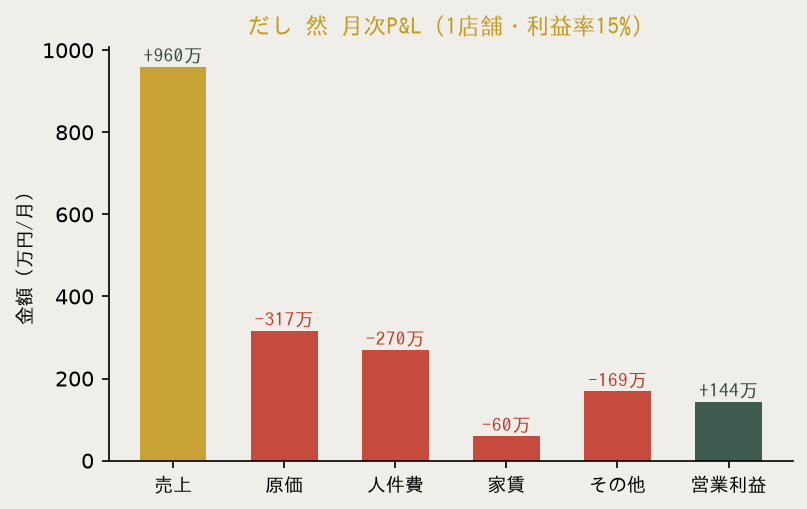 だし 然 月次P&L (1店舗・利益率15%)
金額 (万円/月)
1000
800
600
400
200
0
+960万
-317万
-270万
-60万
-169万
+144万
売上
原価
人件費
家賃
その他
営業利益